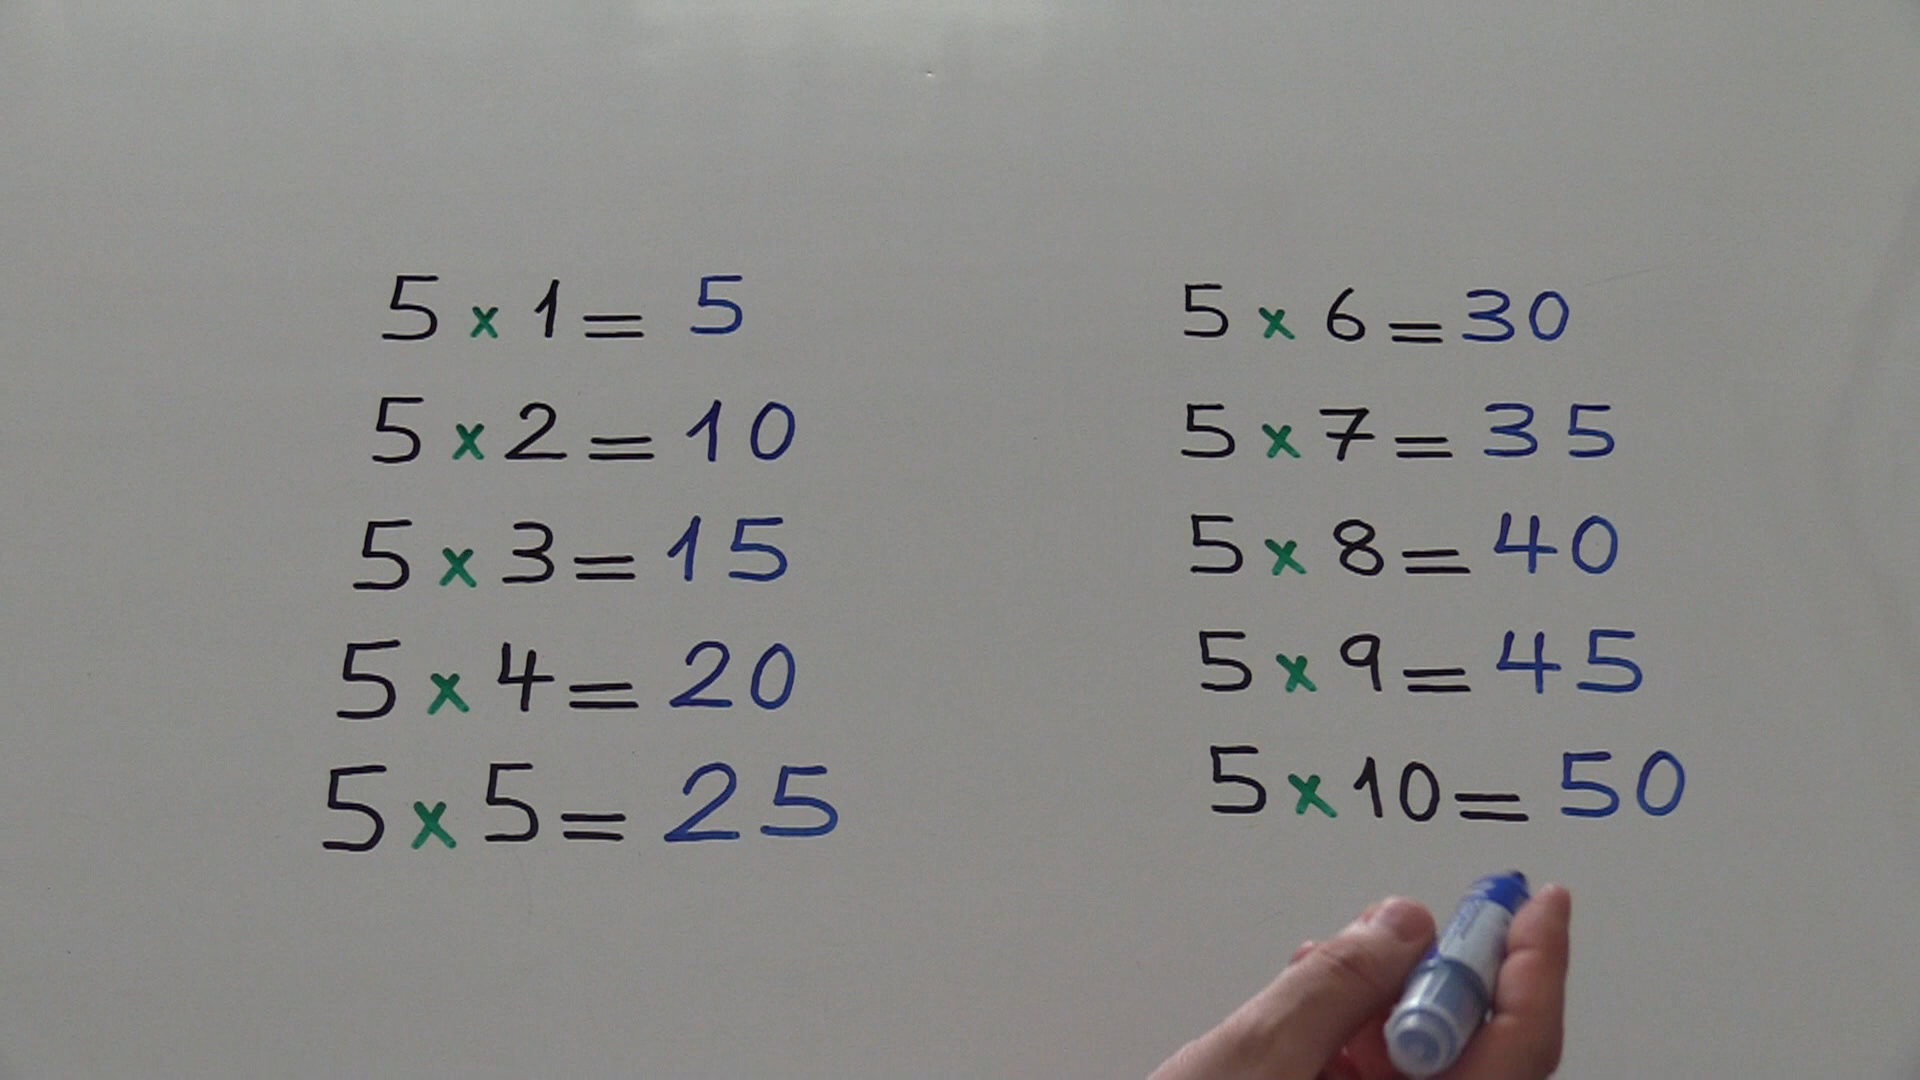 5 x 1 = 5
5 x 2 = 10
5 x 3 = 15
5 x 4 = 20
5 x 5 = 25
5 x 6 = 30
5 x 7 = 35
5 x 8 = 40
5 x 9 = 45
5 x 10 = 50